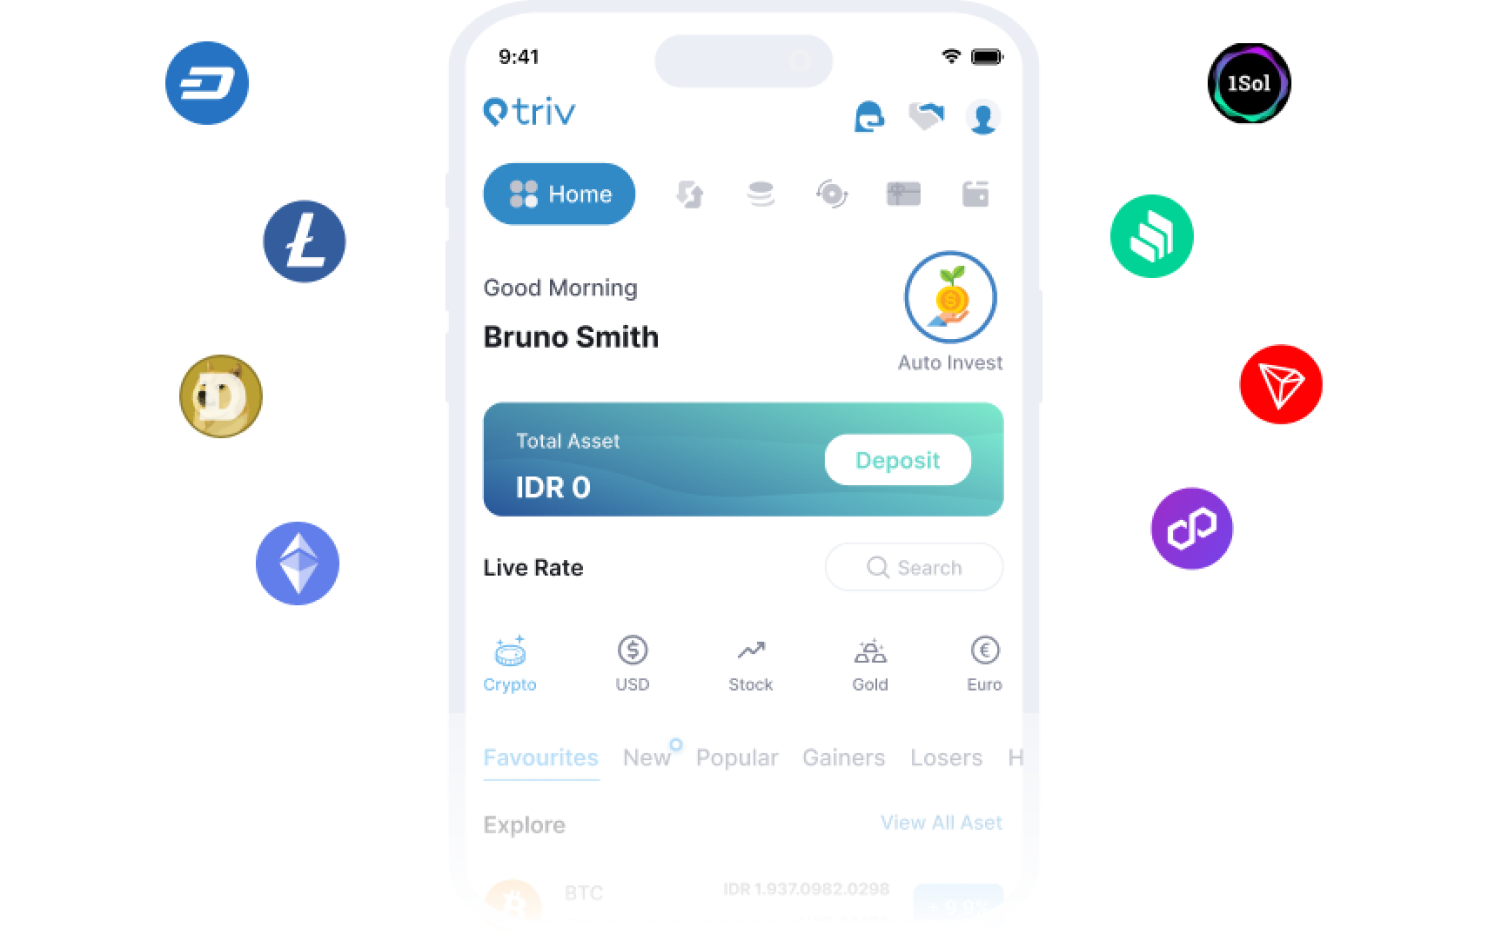 9:41
triv
1Sol
Home
Good Morning
Bruno Smith
Auto Invest
Total Asset
IDR 0
Deposit
Live Rate
Search
Crypto USD Stock Gold Euro
Favourites New Popular Gainers Losers H
Explore
View All Aset
BTC
IDR 1.937.0982.0298